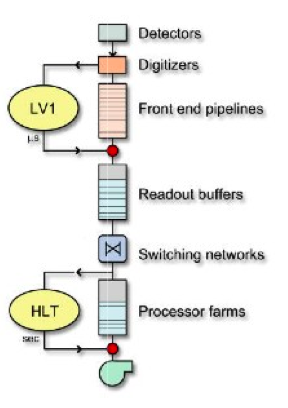 Detectors
Digitizers
LV1
Front end pipelines
μs
Readout buffers
Switching networks
HLT
Processor farms
sec